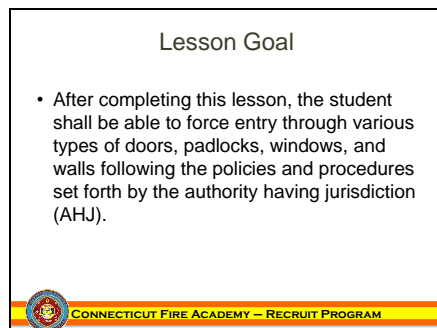 Lesson Goal
• After completing this lesson, the student
shall be able to force entry through various
types of doors, padlocks, windows, and
walls following the policies and procedures
set forth by the authority having jurisdiction
(AHJ).
CONNECTICUT FIRE ACADEMY – RECRUIT PROGRAM